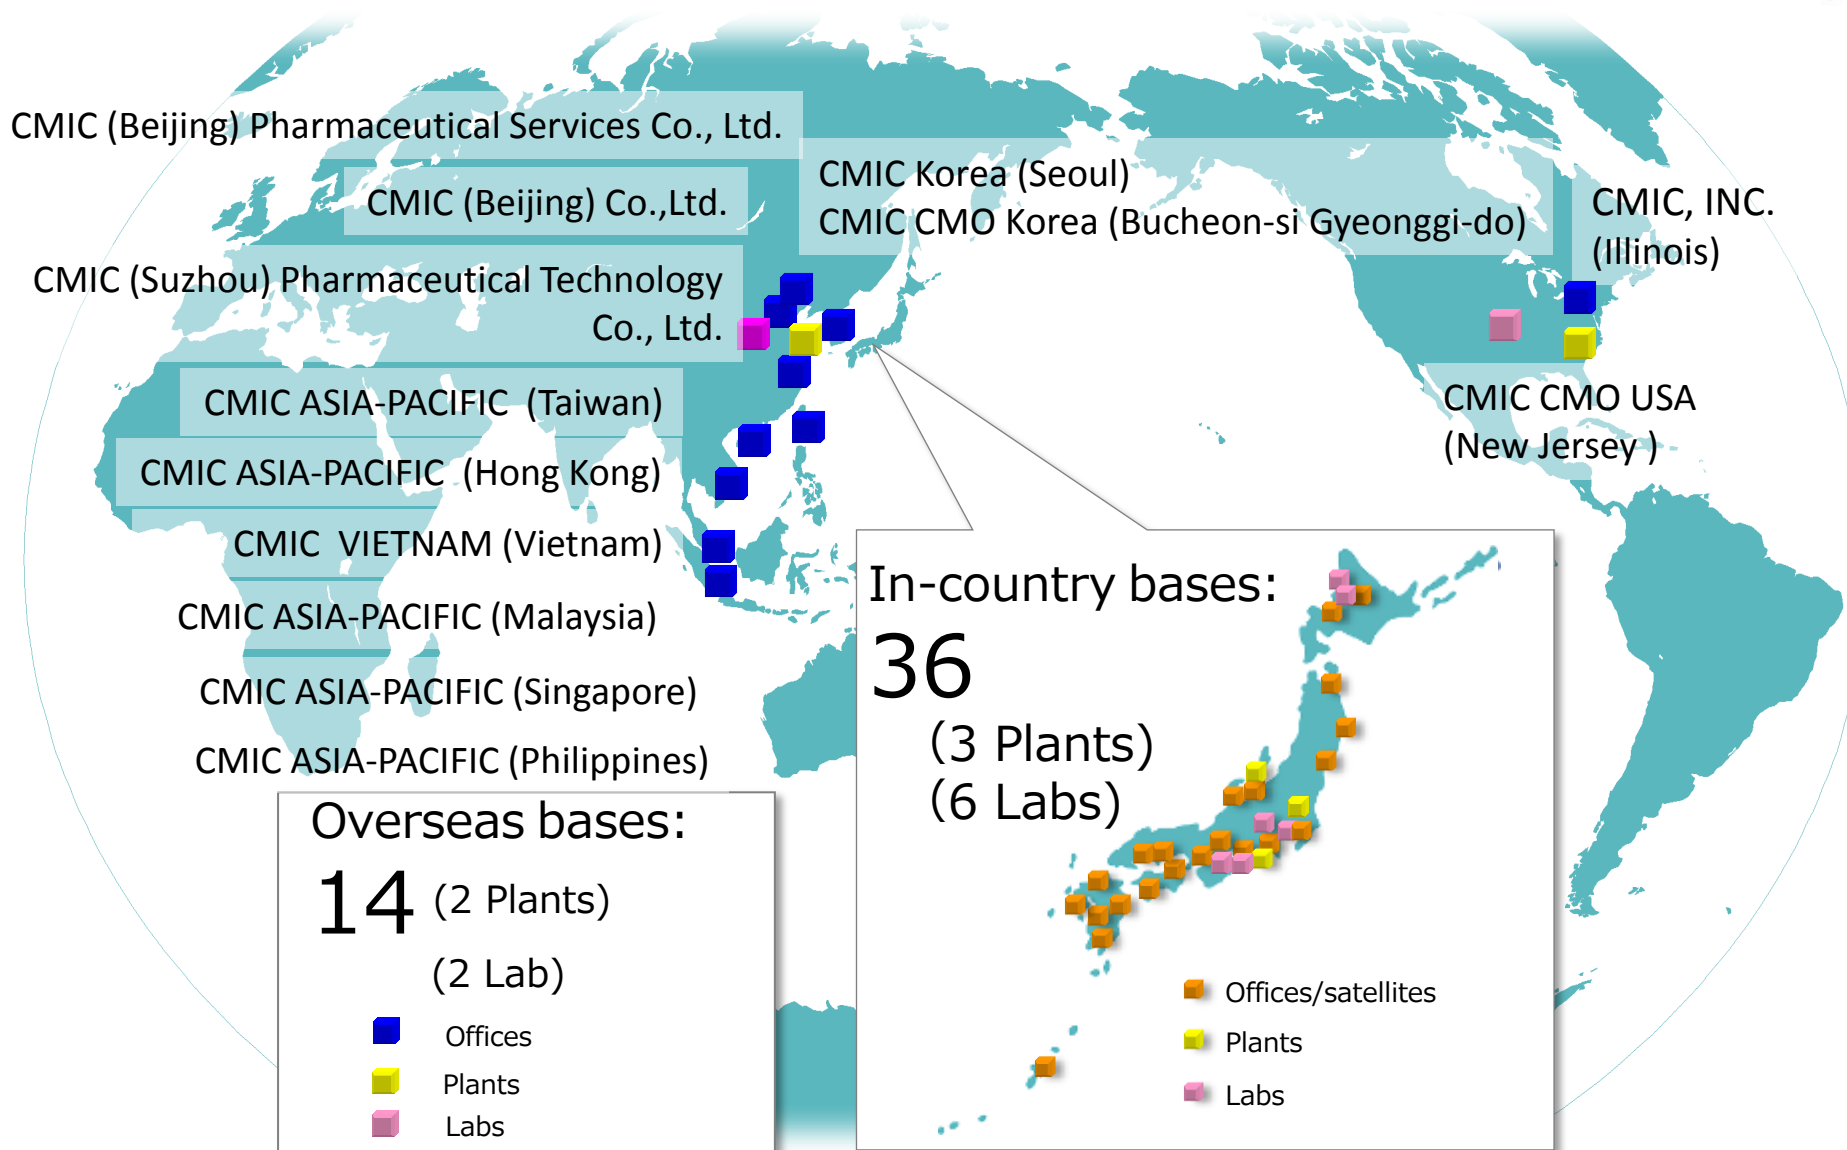 CMIC (Beijing) Pharmaceutical Services Co., Ltd.
CMIC (Beijing) Co.,Ltd.
CMIC (Suzhou) Pharmaceutical Technology
Co., Ltd.
CMIC ASIA-PACIFIC (Taiwan)
CMIC ASIA-PACIFIC (Hong Kong)
CMIC VIETNAM (Vietnam)
CMIC ASIA-PACIFIC (Malaysia)
CMIC ASIA-PACIFIC (Singapore)
CMIC ASIA-PACIFIC (Philippines)
CMIC Korea (Seoul)
CMIC CMO Korea (Bucheon-si Gyeonggi-do)
CMIC, INC.
(Illinois)
CMIC CMO USA
(New Jersey )
Overseas bases:
14 (2 Plants)
(2 Lab)
Offices
Plants
Labs
In-country bases:
36
(3 Plants)
(6 Labs)
Offices/satellites
Plants
Labs